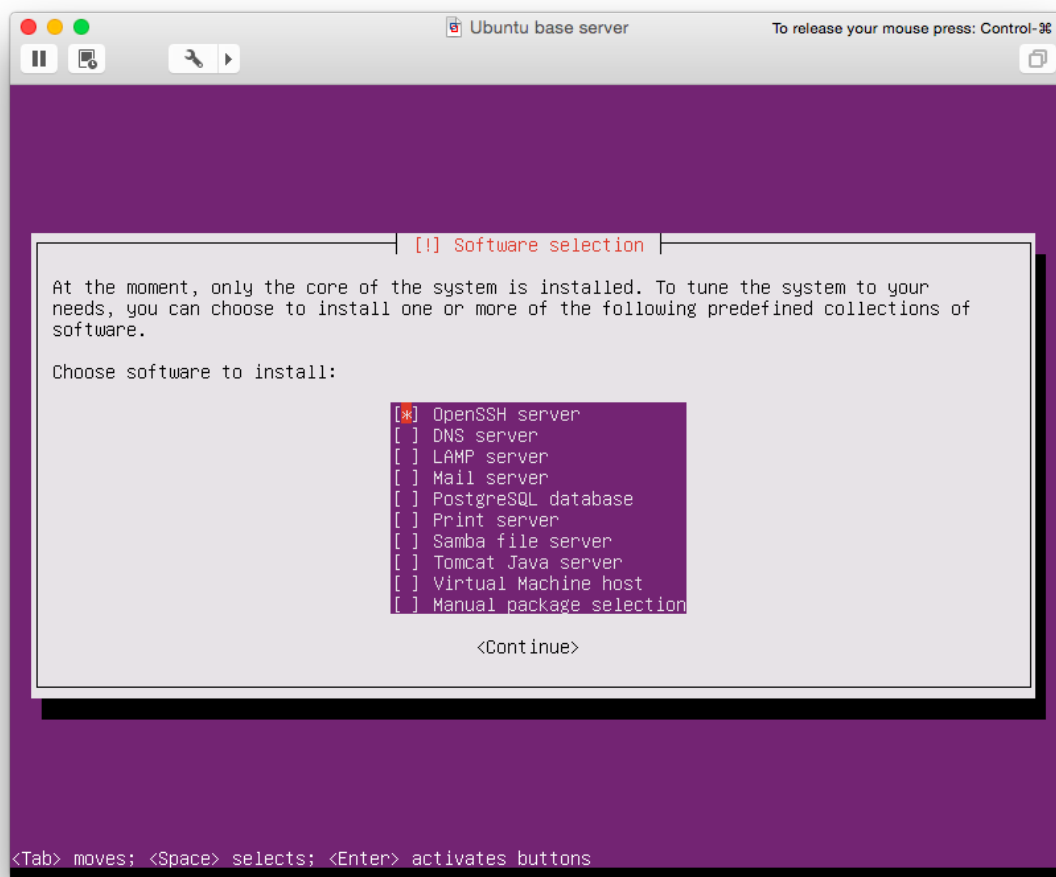 Ubuntu base server
To release your mouse press: Control-⌘
[!] Software selection
At the moment, only the core of the system is installed. To tune the system to your
needs, you can choose to install one or more of the following predefined collections of
software.
Choose software to install:
[*] OpenSSH server
[ ] DNS server
[ ] LAMP server
[ ] Mail server
[ ] PostgreSQL database
[ ] Print server
[ ] Samba file server
[ ] Tomcat Java server
[ ] Virtual Machine host
[ ] Manual package selection
<Continue>
<Tab> moves; <Space> selects; <Enter> activates buttons